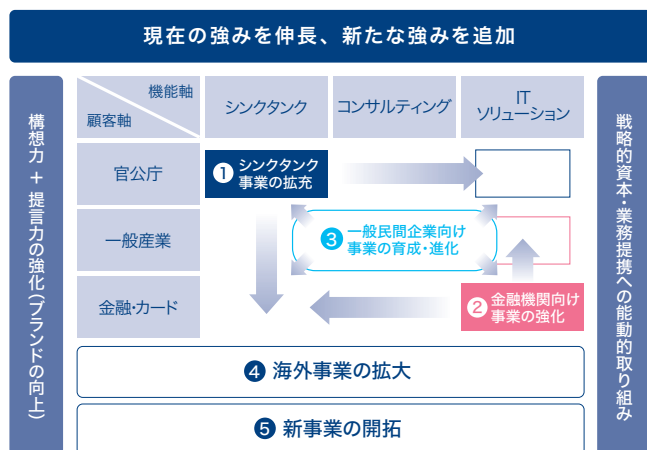 現在の強みを伸長、新たな強みを追加
構想力 + 提言力の強化(ブランドの向上)
機能軸
顧客軸
シンクタンク
コンサルティング
IT
ソリューション
官公庁
1 シンクタンク
事業の拡充
一般産業
3 一般民間企業向け
事業の育成・進化
金融・カード
2 金融機関向け
事業の強化
4 海外事業の拡大
5 新事業の開拓
戦略的資本・業務提携への能動的取り組み